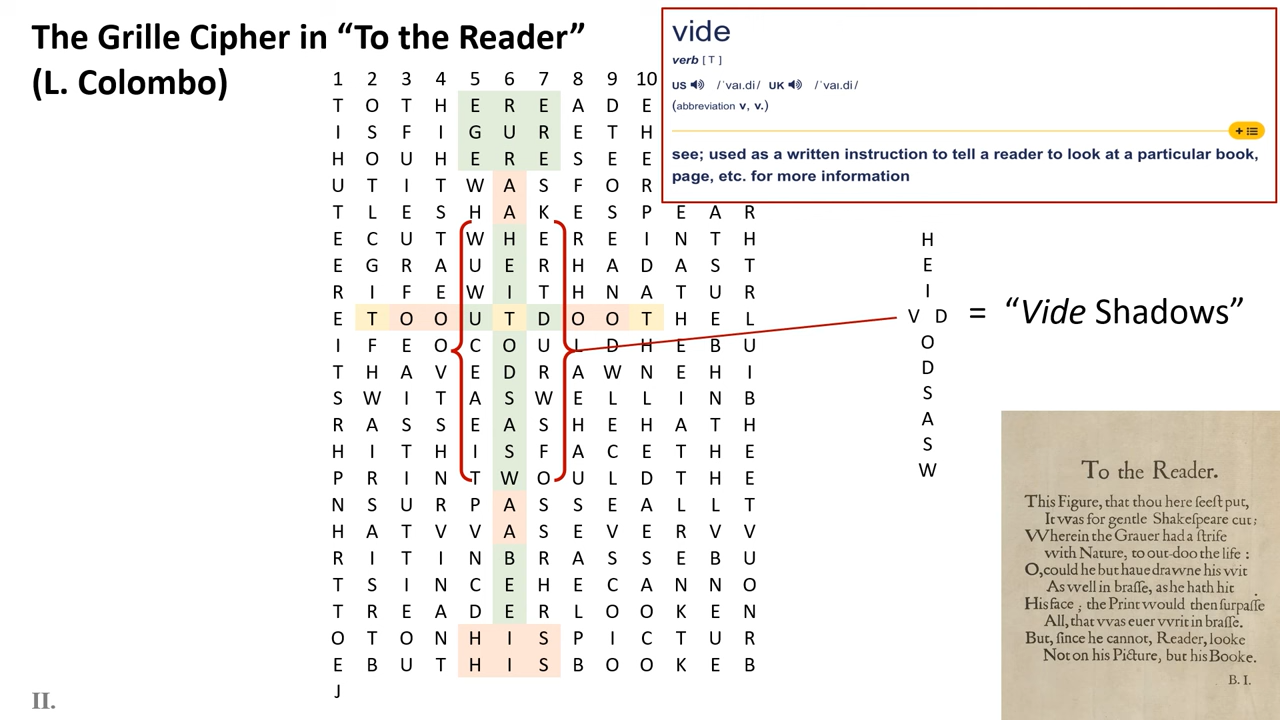 The Grille Cipher in “To the Reader”
(L. Colombo)
vide
verb [ T ]
US /ˈvaɪ.di/ UK /ˈvaɪ.di/
(abbreviation v, v.)
see; used as a written instruction to tell a reader to look at a particular book,
page, etc. for more information
1 2 3 4 5 6 7 8 9 10
T O T H E R E A D E
I S F I G U R E T H
H O U H E R E S E E
U T I T W A S F O R
T L E S H A K E S P E A R
E C U T W H E R E I N T H
E G R A U E R H A D A S T
R I F E W I T H N A T U R
E T O O U T D O O T H E L
I F E O C O U L D H E B U
T H A V E D R A W N E H I
S W I T A S W E L L I N B
R A S S E A S H E H A T H
H I T H I S F A C E T H E
P R I N T W O U L D T H E
N S U R P A S S E A L L T
H A T V V A S E V E R V V
R I T I N B R A S S E B U
T S I N C E H E C A N N O
T R E A D E R L O O K E N
O T O N H I S P I C T U R
E B U T H I S B O O K E B
J
H
E
I
V D
O
D
S
A
S
W
= “Vide Shadows”
To the Reader.
This Figure, that thou here ſeeſt put,
It was for gentle Shakeſpeare cut;
Wherein the Grauer had a ſtrife
with Nature, to out-doo the life :
O, could he but haue drawne his wit
As well in braſſe, as he hath hit
His face ; the Print would then ſurpaſſe
All, that vvas euer vvrit in braſſe.
But, ſince he cannot, Reader, looke
Not on his Picture, but his Booke.
B. I.
II.